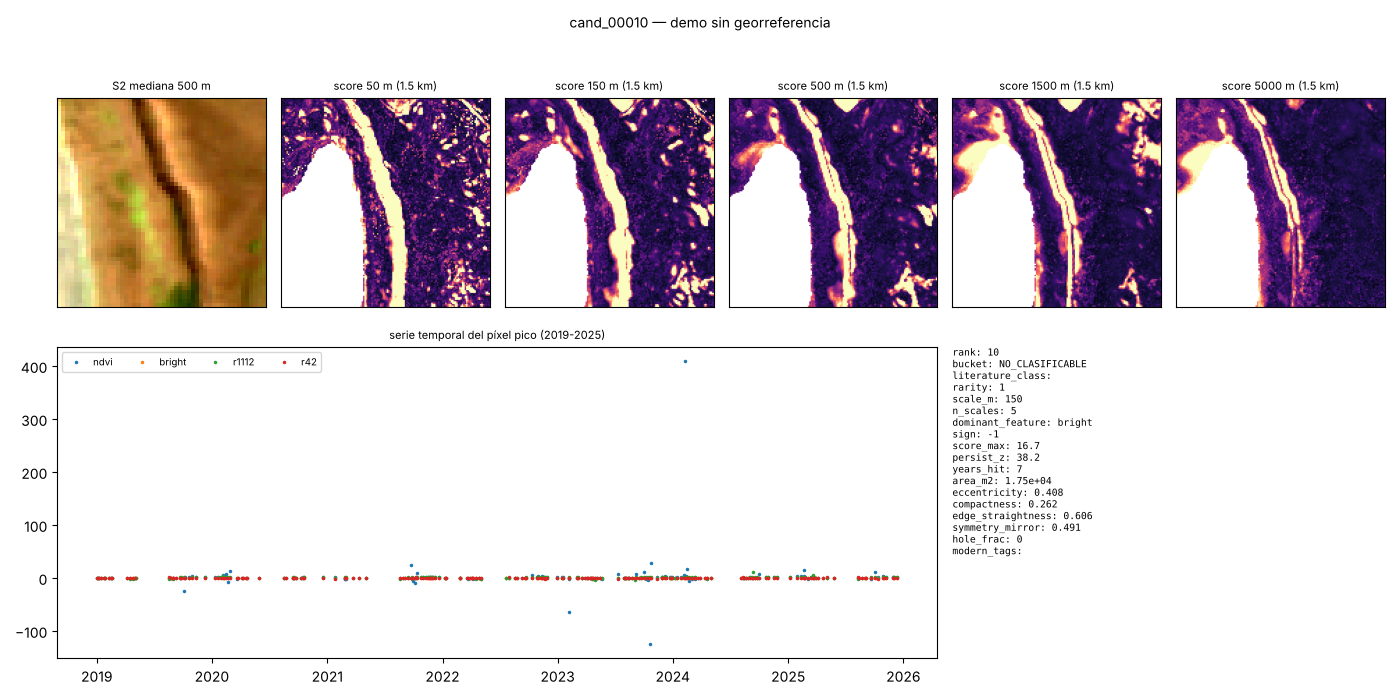 cand_00010 — demo sin georreferencia
S2 mediana 500 m
score 50 m (1.5 km)
score 150 m (1.5 km)
score 500 m (1.5 km)
score 1500 m (1.5 km)
score 5000 m (1.5 km)
serie temporal del píxel pico (2019-2025)
ndvi
bright
r1112
r42
400
300
200
100
0
−100
2019
2020
2021
2022
2023
2024
2025
2026
rank: 10
bucket: NO_CLASIFICABLE
literature_class:
rarity: 1
scale_m: 150
n_scales: 5
dominant_feature: bright
sign: -1
score_max: 16.7
persist_z: 38.2
years_hit: 7
area_m2: 1.75e+04
eccentricity: 0.408
compactness: 0.262
edge_straightness: 0.606
symmetry_mirror: 0.491
hole_frac: 0
modern_tags: